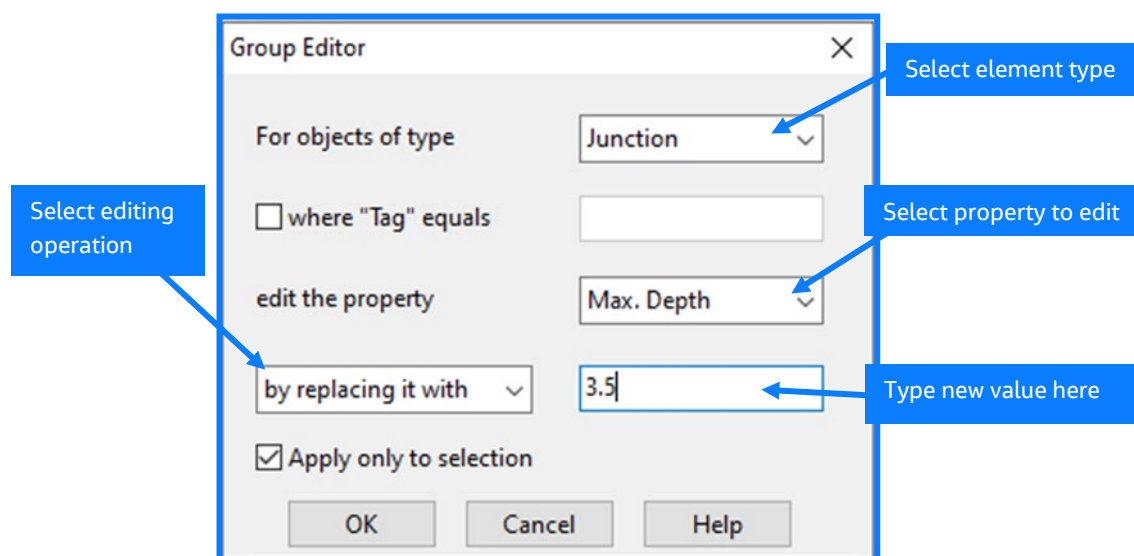 Group Editor
Select element type
For objects of type
Junction
Select editing
operation
where "Tag" equals
Select property to edit
edit the property
Max. Depth
by replacing it with
3.5
Type new value here
Apply only to selection
OK
Cancel
Help